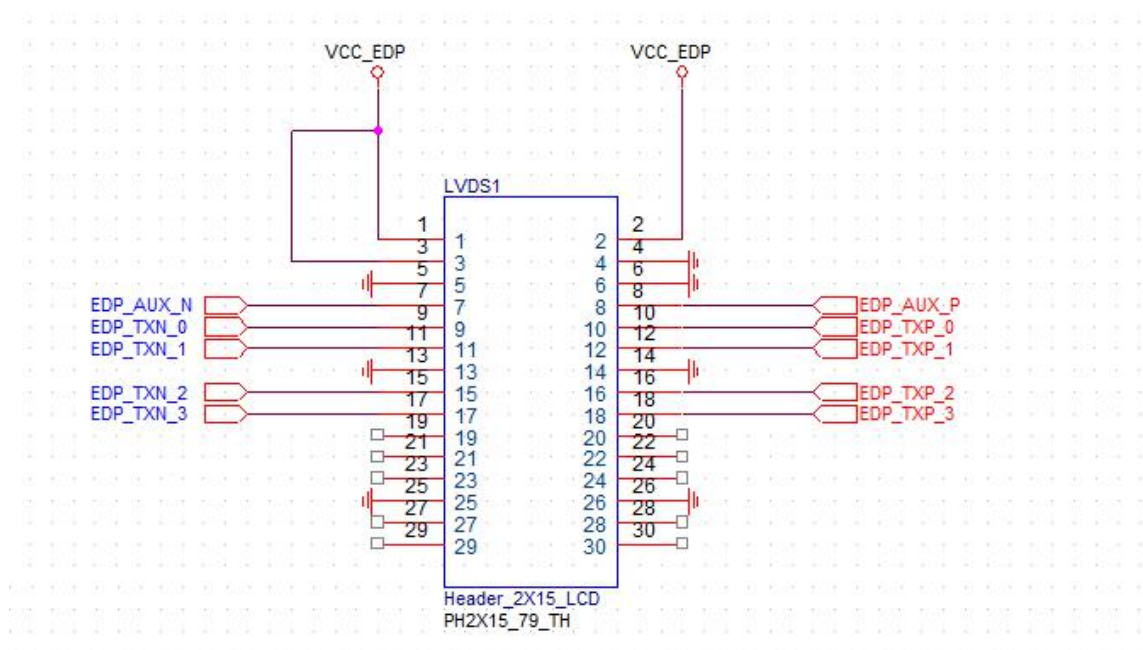 VCC_EDP VCC_EDP
LVDS1
1 2
1 2
3 4
3 4
5 6
5 6
7 8
EDP_AUX_N 7 8 EDP_AUX_P
9 10
EDP_TXN_0 9 10 EDP_TXP_0
11 12
EDP_TXN_1 11 12 EDP_TXP_1
13 14
13 14
15 16
EDP_TXN_2 15 16 EDP_TXP_2
17 18
EDP_TXN_3 17 18 EDP_TXP_3
19 20
19 20
21 22
21 22
23 24
23 24
25 26
25 26
27 28
27 28
29 30
29 30
Header_2X15_LCD
PH2X15_79_TH